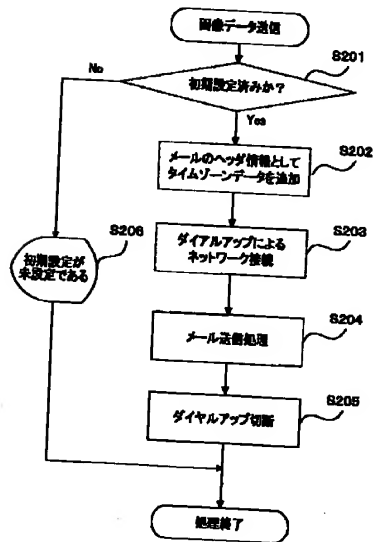 画像データ送信
S201
No
初期設定済みか？
Yes
S202
メールのヘッダ情報として
タイムゾーンデータを追加
S206
S203
初期設定が
未設定である
ダイアルアップによる
ネットワーク接続
S204
メール送信処理
S205
ダイヤルアップ切断
処理終了